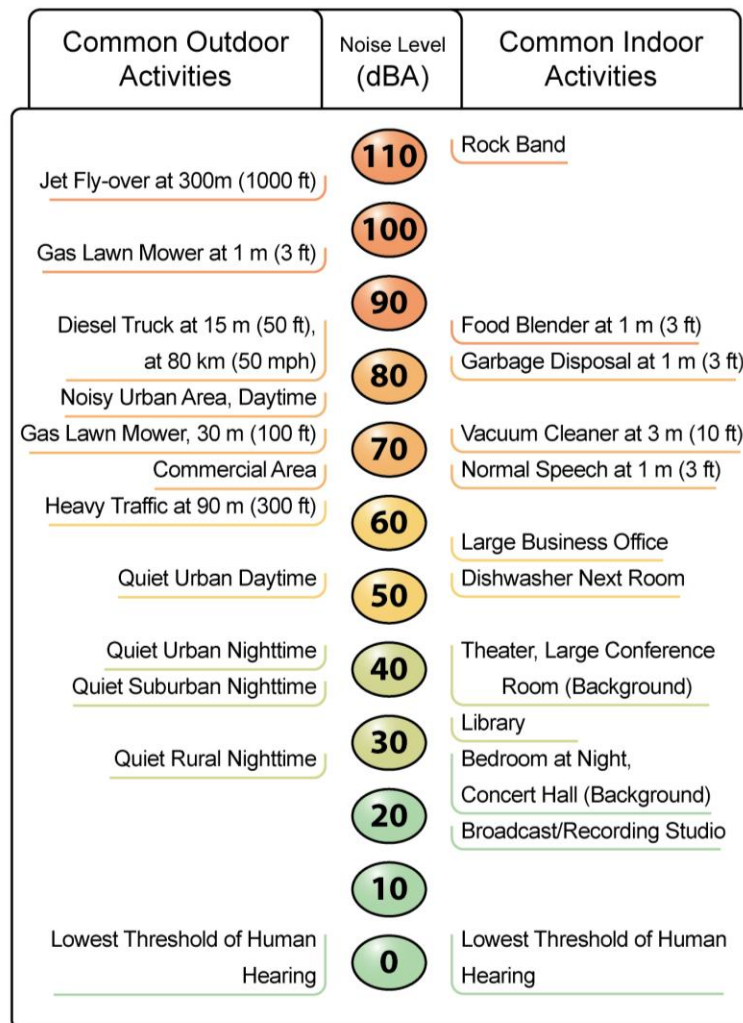 Common Outdoor
Activities
Noise Level
(dBA)
Common Indoor
Activities
110
Rock Band
Jet Fly-over at 300m (1000 ft)
100
Gas Lawn Mower at 1 m (3 ft)
90
Diesel Truck at 15 m (50 ft),
at 80 km (50 mph)
Food Blender at 1 m (3 ft)
80
Garbage Disposal at 1 m (3 ft)
Noisy Urban Area, Daytime
Gas Lawn Mower, 30 m (100 ft)
70
Vacuum Cleaner at 3 m (10 ft)
Commercial Area
Normal Speech at 1 m (3 ft)
Heavy Traffic at 90 m (300 ft)
60
Large Business Office
Quiet Urban Daytime
50
Dishwasher Next Room
Quiet Urban Nighttime
40
Theater, Large Conference
Room (Background)
Quiet Suburban Nighttime
30
Library
Quiet Rural Nighttime
Bedroom at Night,
Concert Hall (Background)
20
Broadcast/Recording Studio
10
Lowest Threshold of Human
Hearing
0
Lowest Threshold of Human
Hearing